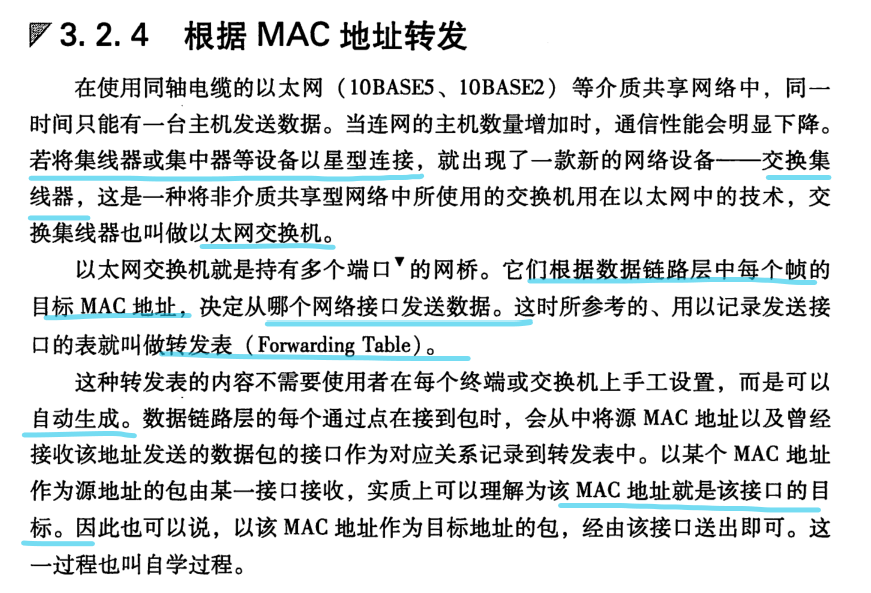 3. 2. 4 根据 MAC 地址转发
在使用同轴电缆的以太网（10BASE5、10BASE2）等介质共享网络中，同一
时间只能有一台主机发送数据。当连网的主机数量增加时，通信性能会明显下降。
若将集线器或集中器等设备以星型连接，就出现了一款新的网络设备——交换集
线器，这是一种将非介质共享型网络中所使用的交换机用在以太网中的技术，交
换集线器也叫做以太网交换机。
以太网交换机就是持有多个端口▼的网桥。它们根据数据链路层中每个帧的
目标 MAC 地址，决定从哪个网络接口发送数据。这时所参考的、用以记录发送接
口的表就叫做转发表（Forwarding Table）。
这种转发表的内容不需要使用者在每个终端或交换机上手工设置，而是可以
自动生成。数据链路层的每个通过点在接到包时，会从中将源 MAC 地址以及曾经
接收该地址发送的数据包的接口作为对应关系记录到转发表中。以某个 MAC 地址
作为源地址的包由某一接口接收，实质上可以理解为该 MAC 地址就是该接口的目
标。因此也可以说，以该 MAC 地址作为目标地址的包，经由该接口送出即可。这
一过程也叫自学过程。